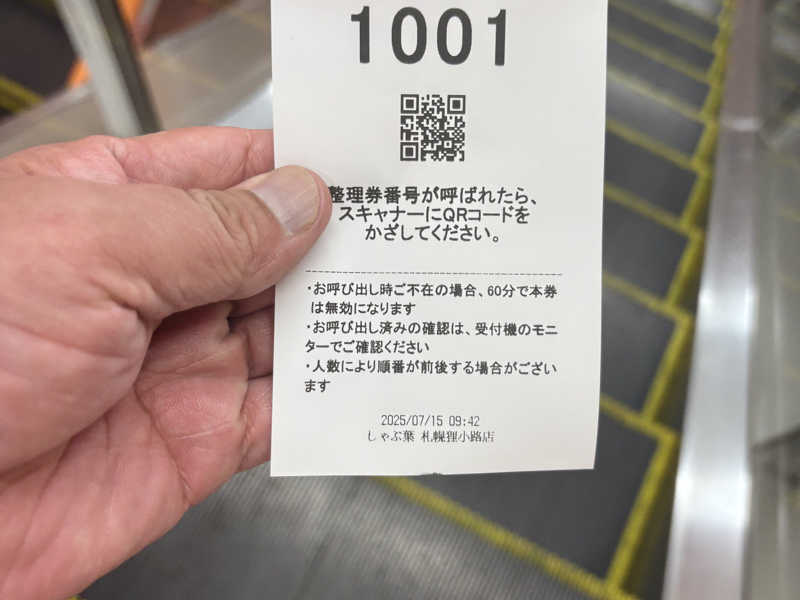 1001
整理券番号が呼ばれたら、
スキャナーにQRコードを
かざしてください。
・お呼び出し時ご不在の場合、60分で本券
は無効になります
・お呼び出し済みの確認は、受付機のモニ
ターでご確認ください
・人数により順番が前後する場合がござい
ます
2025/07/15 09:42
しゃぶ葉 札幌狸小路店